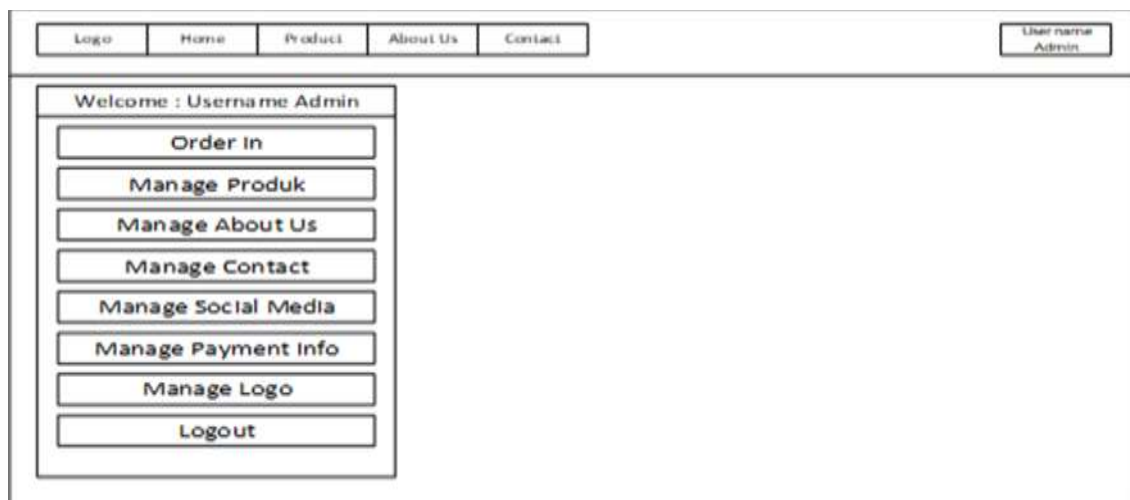 Logo Home Product About Us Contact
User name
Admin
Welcome : Username Admin
Order In
Manage Produk
Manage About Us
Manage Contact
Manage Social Media
Manage Payment Info
Manage Logo
Logout